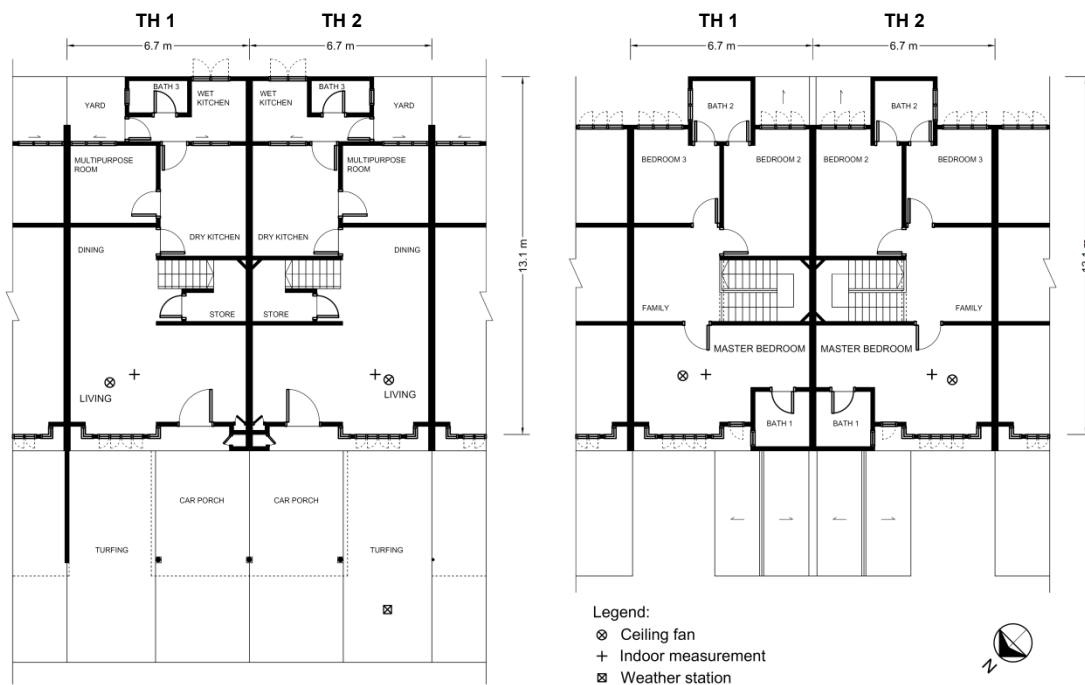 TH 1 TH 2
6.7 m 6.7 m
BATH 3
WET
KITCHEN
WET
KITCHEN
BATH 3
YARD
YARD
MULTIPURPOSE
ROOM
MULTIPURPOSE
ROOM
DRY KITCHEN DRY KITCHEN
DINING
DINING
STORE STORE
LIVING
LIVING
CAR PORCH CAR PORCH
TURFING
TURFING
13.1 m
TH 1 TH 2
6.7 m 6.7 m
BATH 2 BATH 2
BEDROOM 3 BEDROOM 2 BEDROOM 2 BEDROOM 3
FAMILY
FAMILY
MASTER BEDROOM MASTER BEDROOM
BATH 1 BATH 1
13.1 m
Legend:
Ceiling fan
Indoor measurement
Weather station
N